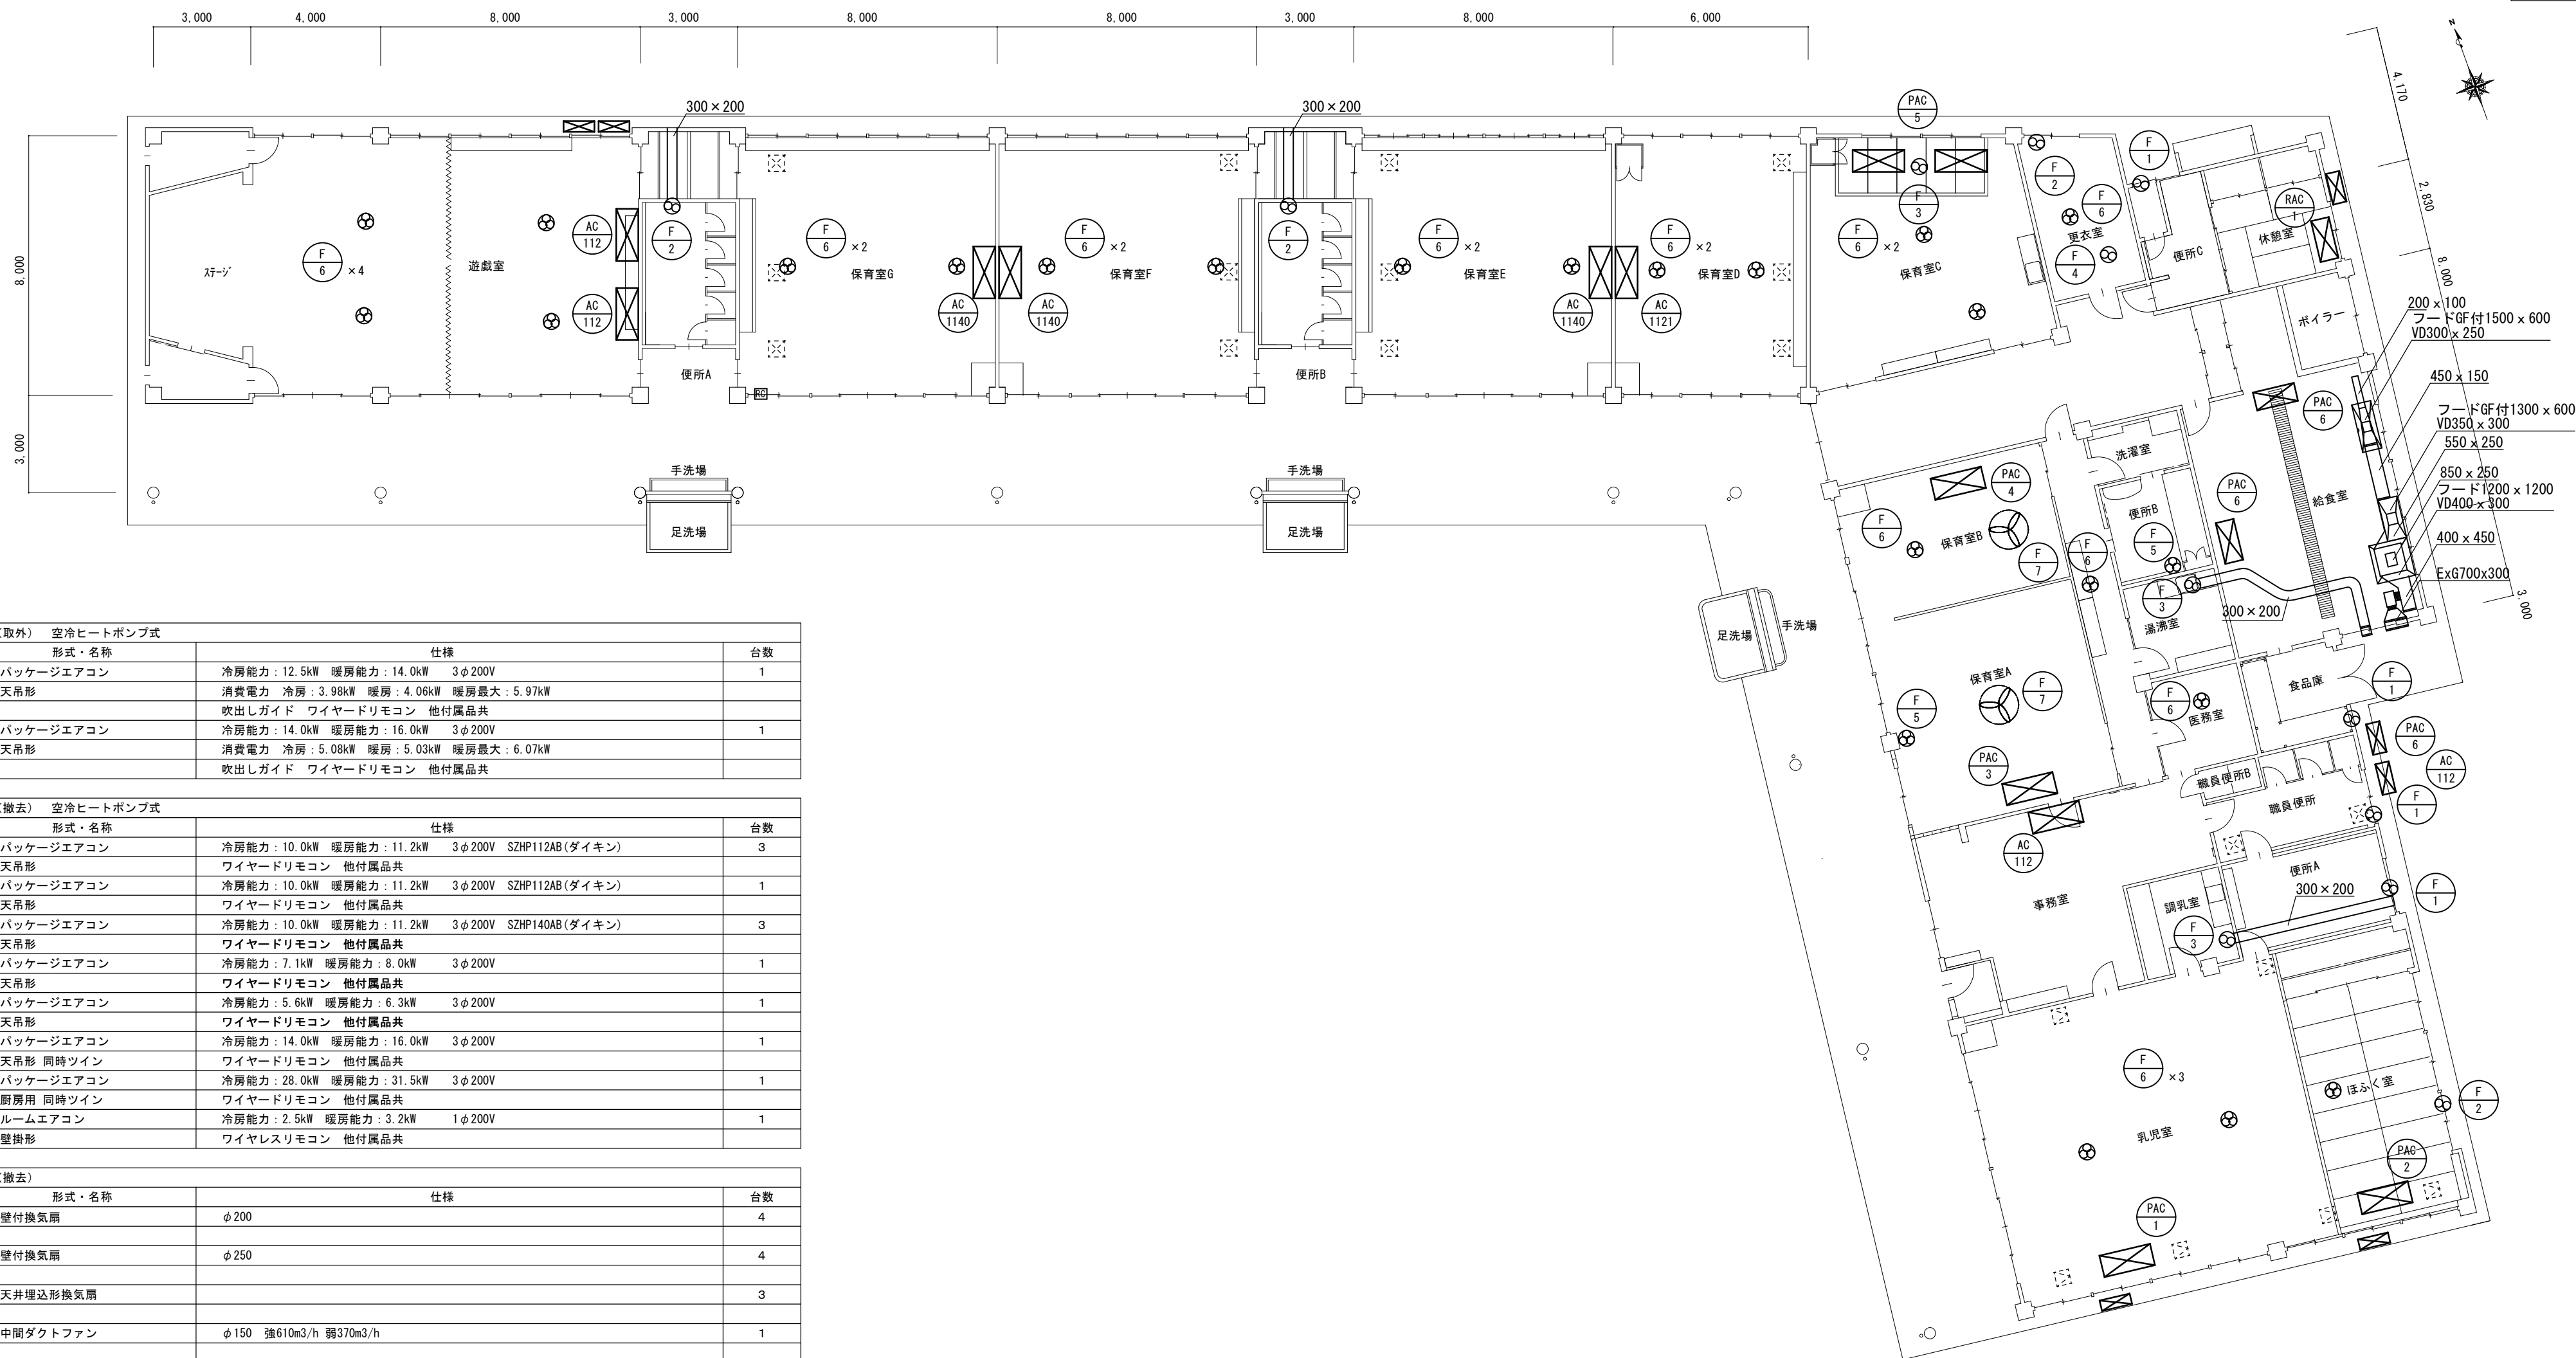 3,000
4,000
8,000
3,000
8,000
8,000
3,000
8,000
6,000
N
4,170
2,830
8,000
3,000
8,000
3,000
300×200
300×200
PAC
5
F
1
F
2
F
6
F
3
F
4
RAC
1
ステージ
F
6
×4
遊戯室
AC
112
AC
112
F
2
便所A
F
6
×2
保育室G
AC
1140
F
6
×2
保育室F
AC
1140
F
2
便所B
F
6
×2
保育室E
AC
1140
F
6
×2
保育室D
AC
1121
F
6
×2
保育室C
更衣室
便所C
休憩室
ボイラー
RC
200 x 100
フードGF付1500 x 600
VD300 x 250
450 x 150
フードGF付1300 x 600
VD350 x 300
550 x 250
850 x 250
フード1200 x 1200
VD400 x 300
400 x 450
ExG700x300
PAC
6
PAC
6
給食室
洗濯室
便所B
F
5
F
3
湯沸室
300×200
PAC
4
F
6
保育室B
F
7
F
6
手洗場
足洗場
手洗場
足洗場
足洗場
手洗場
保育室A
F
7
F
5
PAC
3
F
6
医務室
食品庫
F
1
PAC
6
AC
112
F
1
職員便所B
職員便所
AC
112
事務室
便所A
F
1
300×200
調乳室
F
3
F
6
×3
乳児室
ほふく室
F
2
PAC
2
PAC
1
(取外) 空冷ヒートポンプ式
形式・名称 仕様 台数
パッケージエアコン 冷房能力：12.5kW 暖房能力：14.0kW 3φ200V 1
天吊形 消費電力 冷房：3.98kW 暖房：4.06kW 暖房最大：5.97kW
吹出しガイド ワイヤードリモコン 他付属品共
パッケージエアコン 冷房能力：14.0kW 暖房能力：16.0kW 3φ200V 1
天吊形 消費電力 冷房：5.08kW 暖房：5.03kW 暖房最大：6.07kW
吹出しガイド ワイヤードリモコン 他付属品共
(撤去) 空冷ヒートポンプ式
形式・名称 仕様 台数
パッケージエアコン 冷房能力：10.0kW 暖房能力：11.2kW 3φ200V SZHP112AB(ダイキン) 3
天吊形 ワイヤードリモコン 他付属品共
パッケージエアコン 冷房能力：10.0kW 暖房能力：11.2kW 3φ200V SZHP112AB(ダイキン) 1
天吊形 ワイヤードリモコン 他付属品共
パッケージエアコン 冷房能力：10.0kW 暖房能力：11.2kW 3φ200V SZHP140AB(ダイキン) 3
天吊形 ワイヤードリモコン 他付属品共
パッケージエアコン 冷房能力：7.1kW 暖房能力：8.0kW 3φ200V 1
天吊形 ワイヤードリモコン 他付属品共
パッケージエアコン 冷房能力：5.6kW 暖房能力：6.3kW 3φ200V 1
天吊形 ワイヤードリモコン 他付属品共
パッケージエアコン 冷房能力：14.0kW 暖房能力：16.0kW 3φ200V 1
天吊形 同時ツイン ワイヤードリモコン 他付属品共
パッケージエアコン 冷房能力：28.0kW 暖房能力：31.5kW 3φ200V 1
厨房用 同時ツイン ワイヤードリモコン 他付属品共
ルームエアコン 冷房能力：2.5kW 暖房能力：3.2kW 1φ200V 1
壁掛形 ワイヤレスリモコン 他付属品共
(撤去)
形式・名称 仕様 台数
壁付換気扇 φ200 4
壁付換気扇 φ250 4
天井埋込形換気扇 3
中間ダクトファン φ150 強610m3/h 弱370m3/h 1